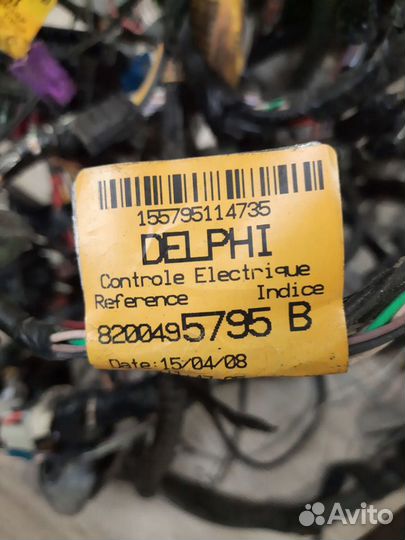 155795114735
DELPHI
Controle Electrique
Reference Indice
8200495795 B
Date:15/04/08
Avito